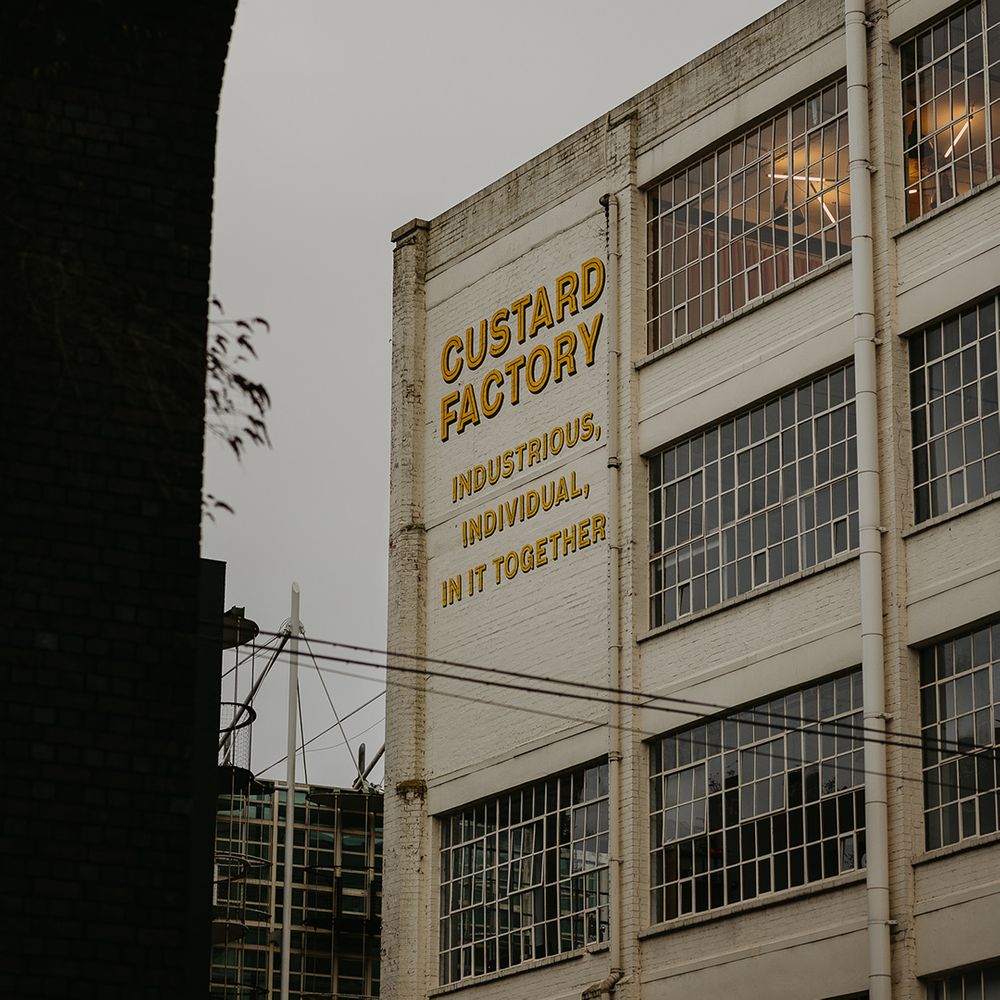 CUSTARD
FACTORY
INDUSTRIOUS,
INDIVIDUAL,
IN IT TOGETHER